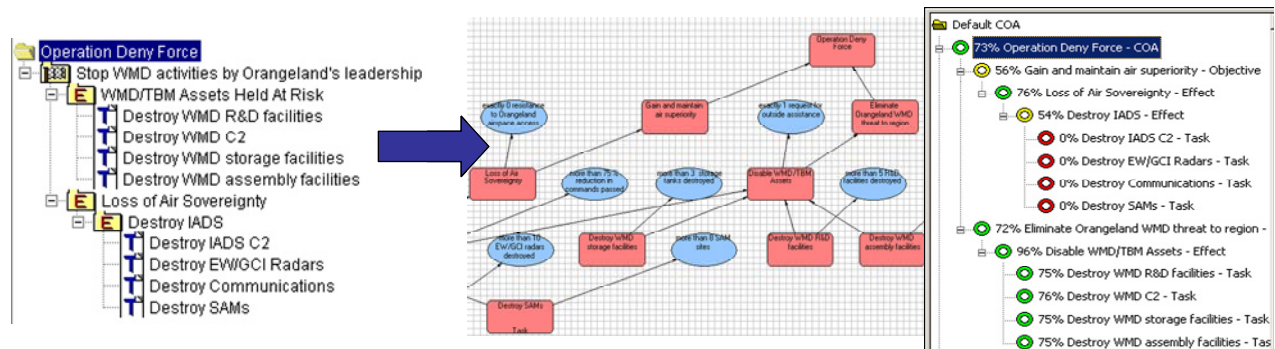 Operation Deny Force
Stop WMD activities by Orangeland's leadership
E WMD/TBM Assets Held At Risk
T Destroy WMD R&D facilities
T Destroy WMD C2
T Destroy WMD storage facilities
T Destroy WMD assembly facilities
E Loss of Air Sovereignty
E Destroy IADS
T Destroy IADS C2
T Destroy EW/GCI Radars
T Destroy Communications
T Destroy SAMs
Operation Deny
Force
exactly 0 resistance
to Orangeland
airspace access
Gain and maintain
air superiority
exactly 1 request for
outside assistance
Eliminate
Orangeland WMD
threat to region
Loss of Air
Sovereignty
more than 75%
reduction in
commands passed
more than 3 storage
tanks destroyed
Disable WMD/TBM
Assets
more than 5 R&D
facilities destroyed
more than 10
EW/GCI radars
destroyed
Destroy WMD
storage facilities
more than 8 SAM
sites
Destroy WMD R&D
facilities
Destroy WMD
assembly facilities
Destroy SAMs
Task
Default COA
73% Operation Deny Force - COA
56% Gain and maintain air superiority - Objective
76% Loss of Air Sovereignty - Effect
54% Destroy IADS - Effect
0% Destroy IADS C2 - Task
0% Destroy EW/GCI Radars - Task
0% Destroy Communications - Task
0% Destroy SAMs - Task
72% Eliminate Orangeland WMD threat to region -
96% Disable WMD/TBM Assets - Effect
75% Destroy WMD R&D facilities - Task
76% Destroy WMD C2 - Task
75% Destroy WMD storage facilities - Task
75% Destroy WMD assembly facilities - Tas